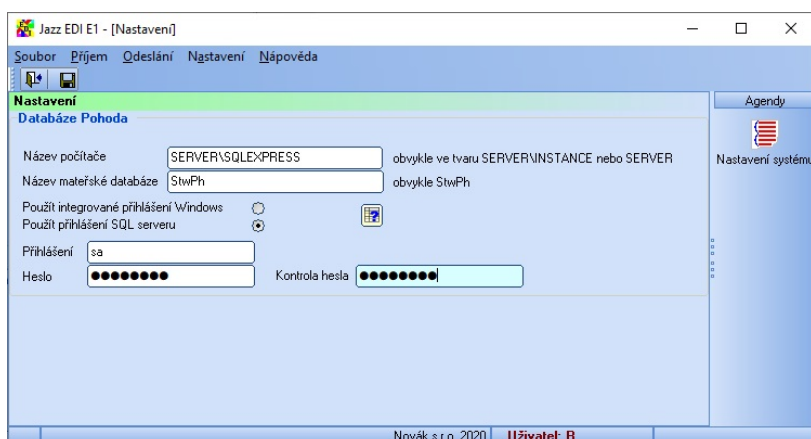 Jazz EDI E1 - [Nastavení]
Soubor Příjem Odeslání Nastavení Nápověda
Nastavení
Agendy
Databáze Pohoda
Název počítače SERVER\SQLEXPRESS obvykle ve tvaru SERVER\INSTANCE nebo SERVER
Nastavení systému
Název mateřské databáze StwPh obvykle StwPh
Použít integrované přihlášení Windows
Použít přihlášení SQL serveru
Přihlášení sa
Heslo ●●●●●●●● Kontrola hesla ●●●●●●●●
Novák s.r.o. 2020 Uživatel: B